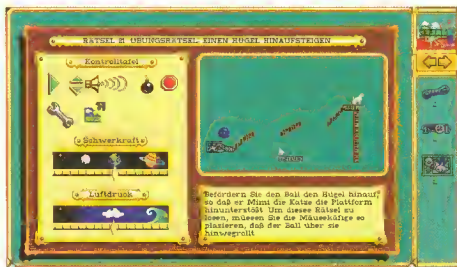 RÄTSEL 2: ÜBUNGSRÄTSEL EINEN HÜGEL HINAUFSTEIGEN
Kontrolltafel
Schwerkraft
Luftdruck
Befördern Sie den Ball den Hügel hinauf,
so daß er Mimi die Katze die Plattform
hinunterstößt Um dieses Rätsel zu
lösen, müssen Sie die Mäusekäfige so
plazieren, daß der Ball über sie
hinwegrollt